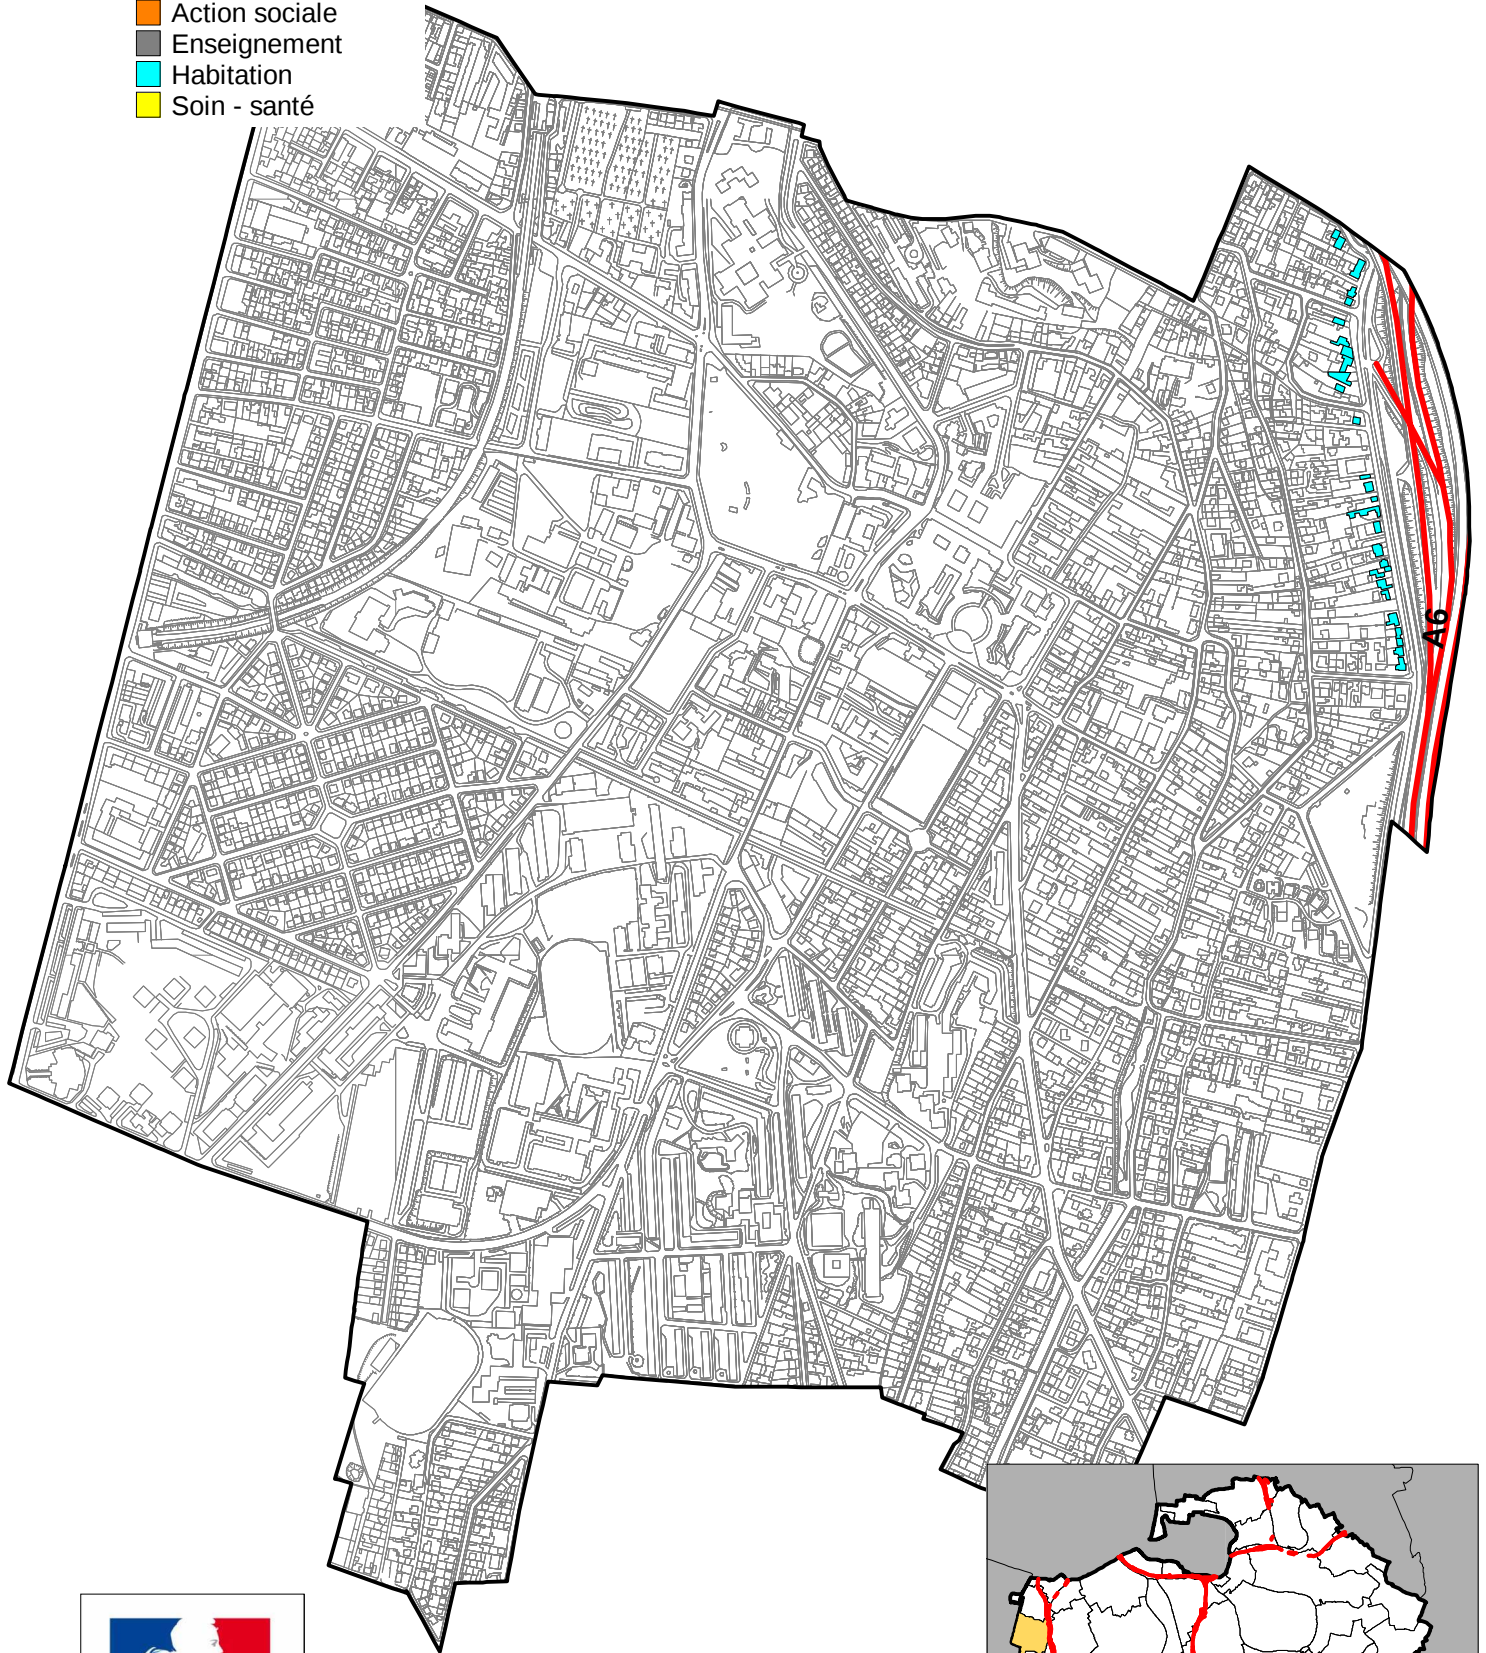 Action sociale
Enseignement
Habitation
Soin - santé
A6